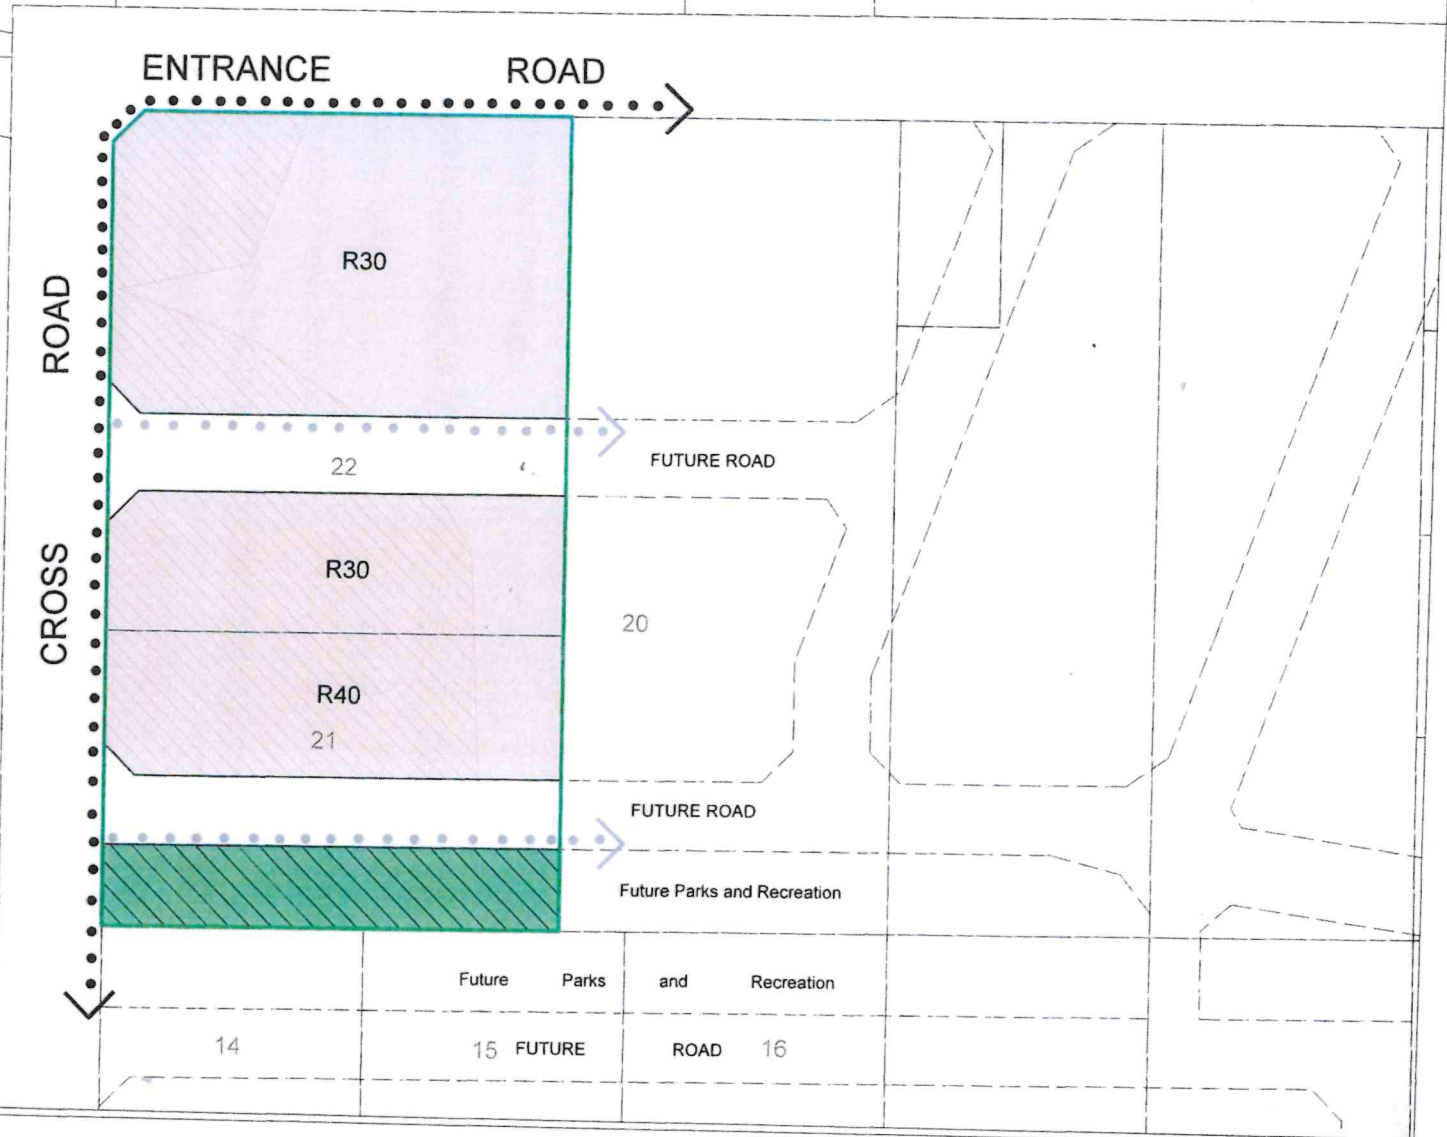 ENTRANCE ROAD
R30
ROAD
22
FUTURE ROAD
R30
CROSS
20
R40
21
FUTURE ROAD
Future Parks and Recreation
Future Parks and Recreation
14
15 FUTURE ROAD 16